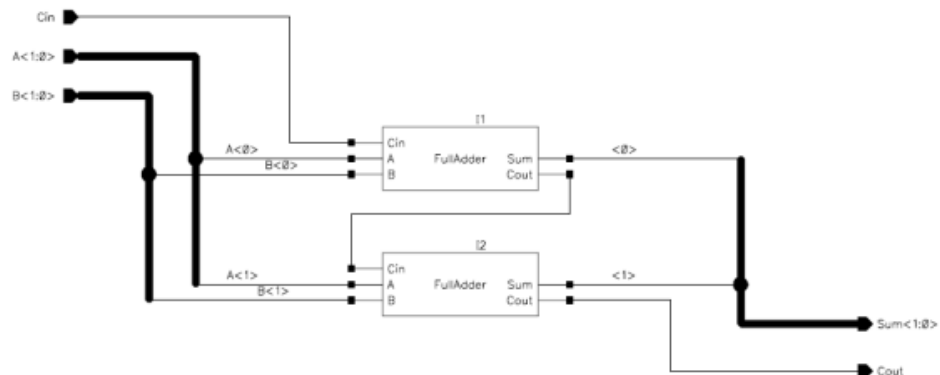 Cin
A<1:0>
B<1:0>
I1
Cin
A<0>
A
FullAdder
Sum
<0>
B<0>
B
Cout
I2
Cin
A<1>
A
FullAdder
Sum
<1>
B<1>
B
Cout
Sum<1:0>
Cout